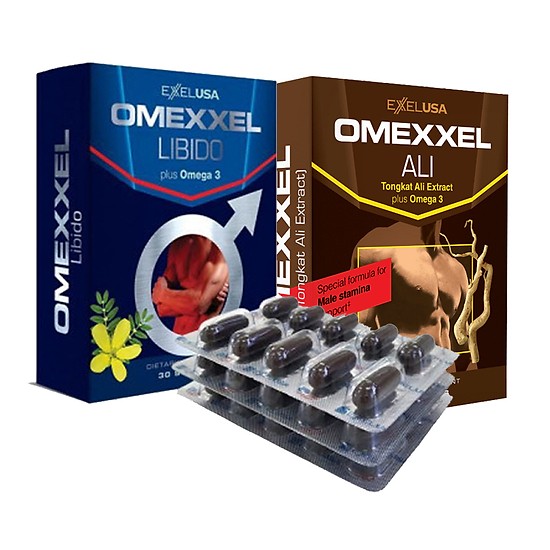 EXELUSA
OMEXXEL
LIBIDO
plus Omega 3
OMEXXEL
Libido
30
EXELUSA
OMEXXEL
ALI
Tongkat Ali Extract
plus Omega 3
OMEXXEL
Tongkat Ali Extract)
Special formula for
Male stamina